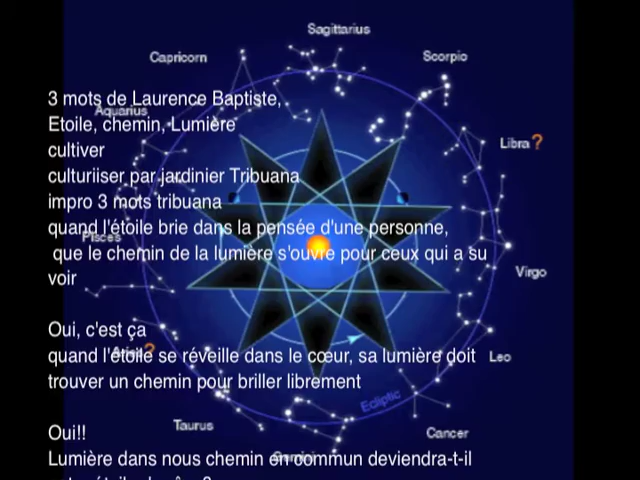 Sagittarius
Capricorn
Scorpio
3 mots de Laurence Baptiste,
Aquarius
Etoile, chemin, Lumière
cultiver
Libra ?
culturiiser par jardinier Tribuana
impro 3 mots tribuana
quand l'étoile brie dans la pensée d'une personne,
Pisces
que le chemin de la lumière s'ouvre pour ceux qui a su
voir
Virgo
Oui, c'est ça
quand l'étoile se réveille dans le cœur, sa lumière doit
?
Leo
trouver un chemin pour briller librement
Ecliptic
Taurus
Cancer
Oui!!
Lumière dans nous chemin en commun deviendra-t-il
Gemini